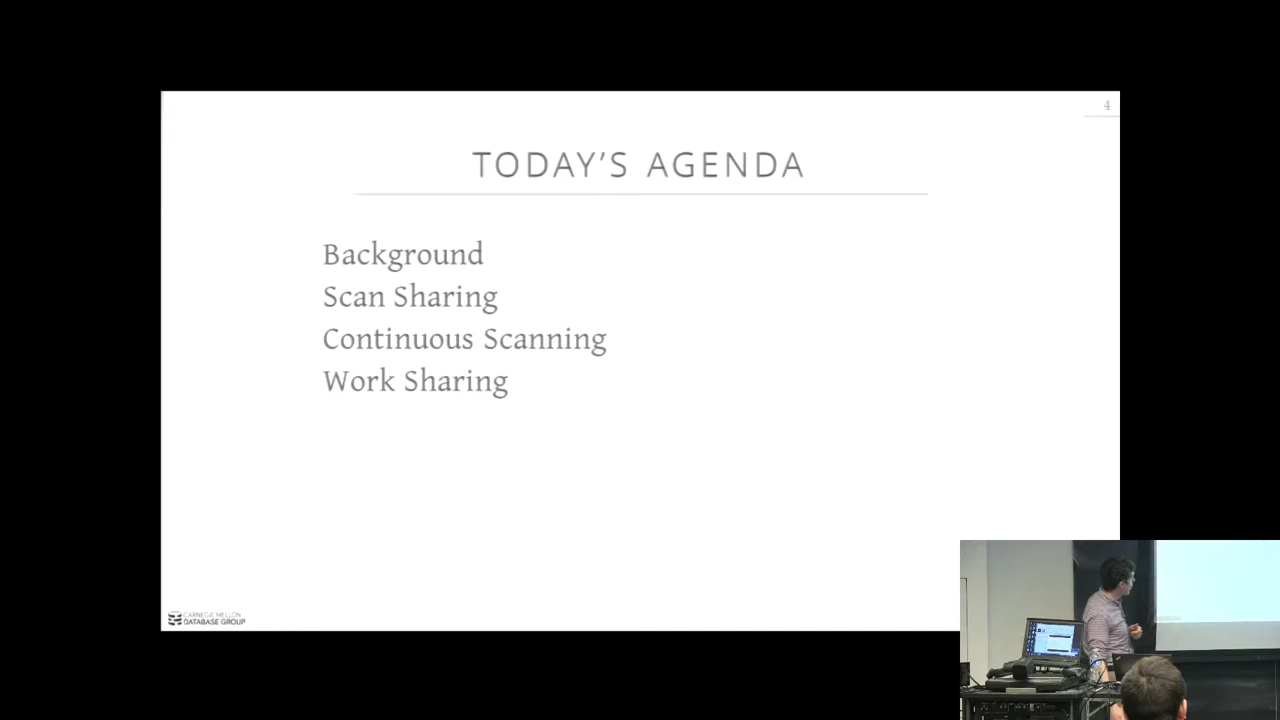 4
TODAY'S AGENDA
Background
Scan Sharing
Continuous Scanning
Work Sharing
CARNEGIE MELLON
DATABASE GROUP